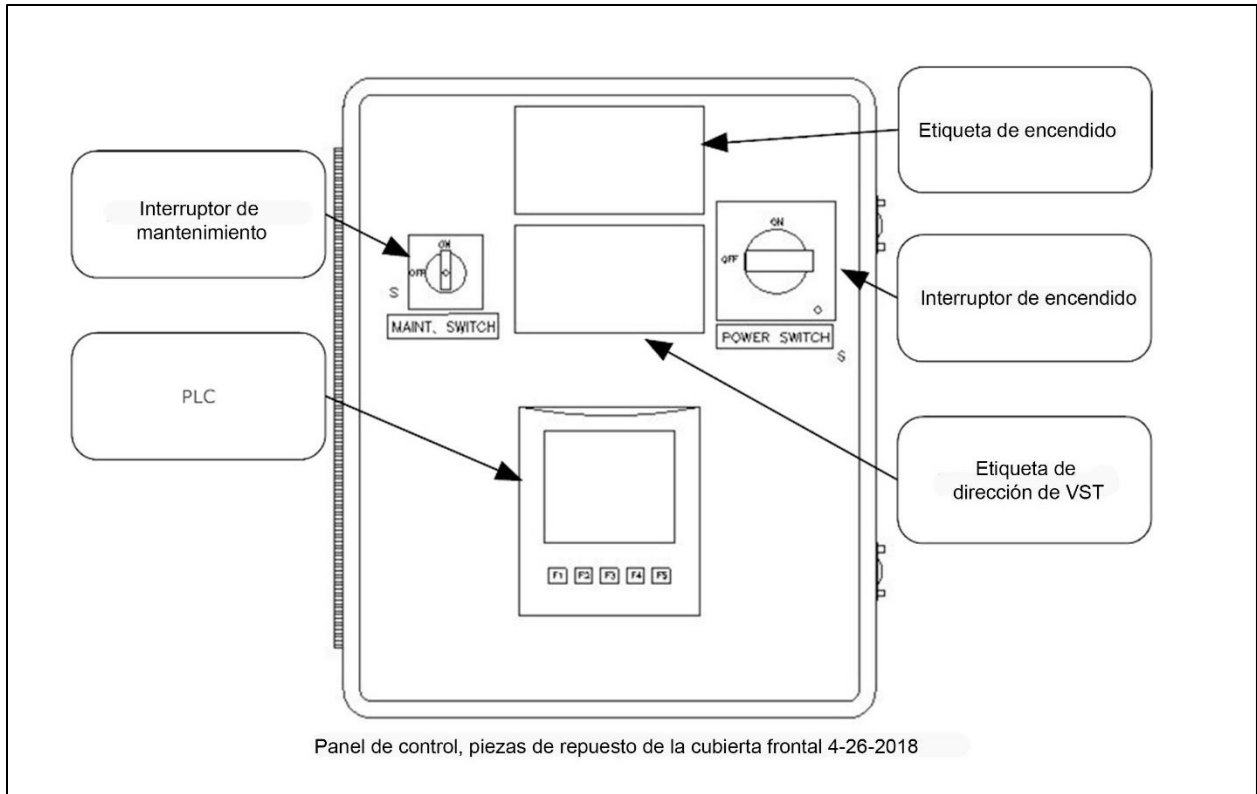 Etiqueta de encendido
Interruptor de
mantenimiento
ON
OFF
S
MAINT. SWITCH
ON
OFF
POWER SWITCH
S
Interruptor de encendido
PLC
Etiqueta de
dirección de VST
F1 F2 F3 F4 F5
Panel de control, piezas de repuesto de la cubierta frontal 4-26-2018